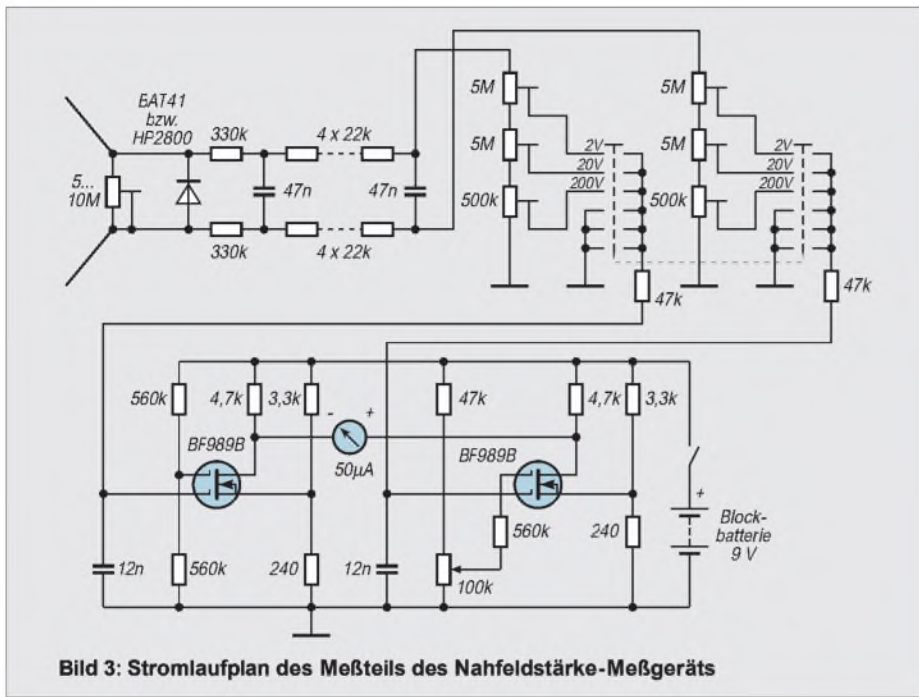 BAT41
bzw.
HP2800
330k
4 x 22k
5...
10M
47n
47n
330k
4 x 22k
5M
5M
500k
2V
20V
200V
47k
5M
5M
500k
2V
20V
200V
47k
560k
4,7k
3,3k
- +
50µA
47k
4,7k
3,3k
BF989B
BF989B
560k
240
+
Block-
batterie
9 V
12n
560k
240
12n
100k
Bild 3: Stromlaufplan des Meßteils des Nahfeldstärke-Meßgeräts